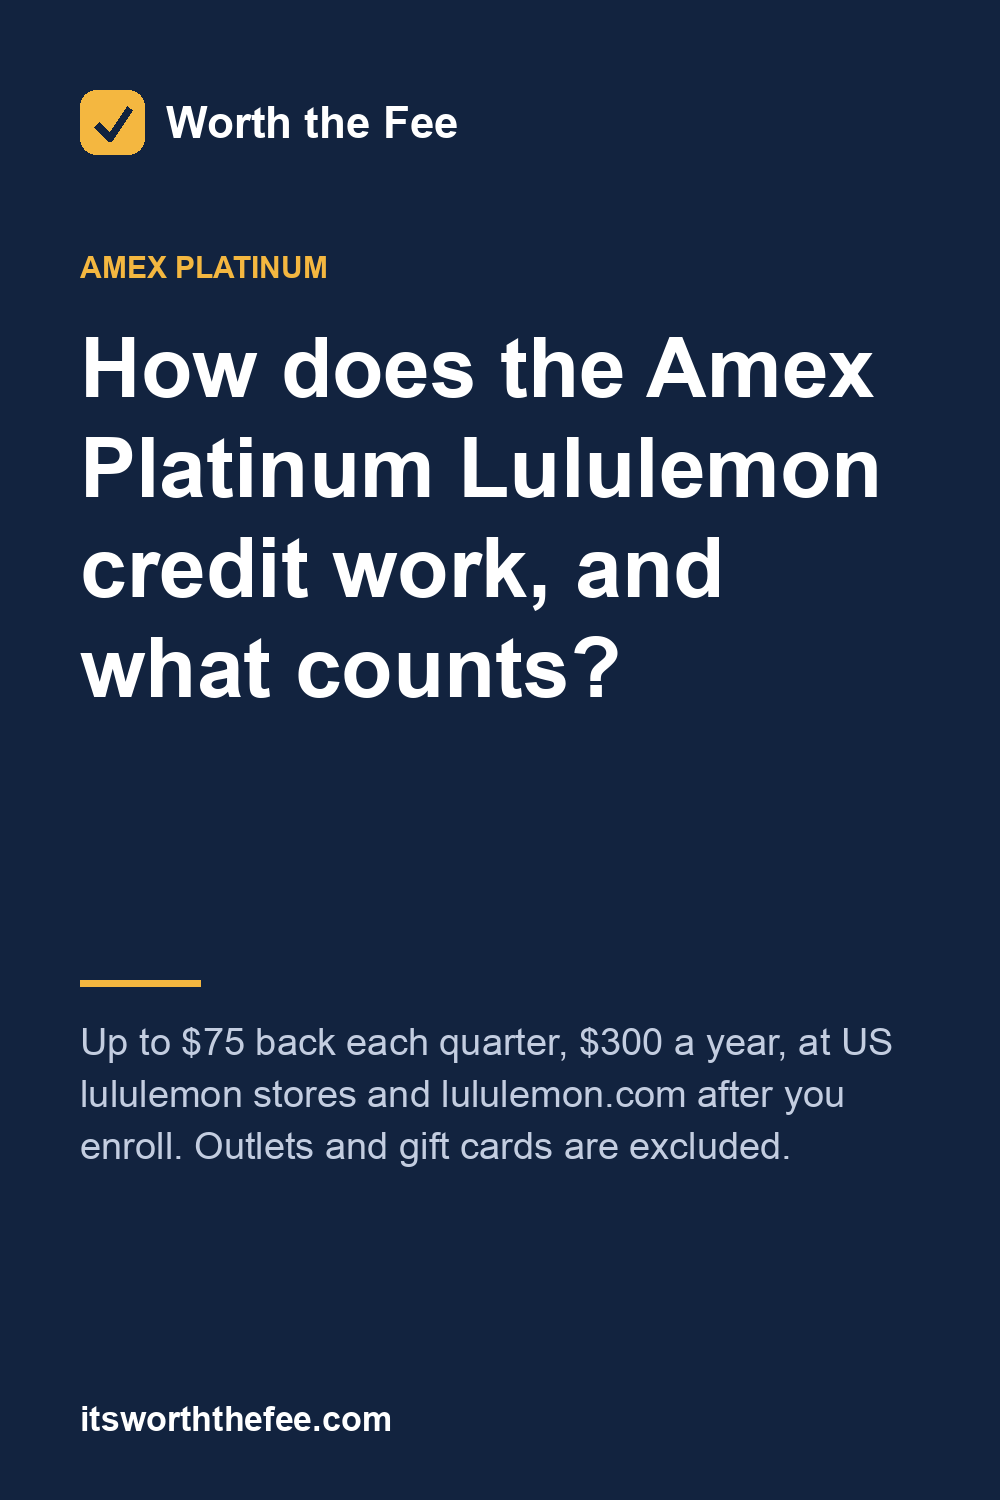 Worth the Fee
AMEX PLATINUM
How does the Amex
Platinum Lululemon
credit work, and
what counts?
Up to $75 back each quarter, $300 a year, at US
lululemon stores and lululemon.com after you
enroll. Outlets and gift cards are excluded.
itsworththefee.com